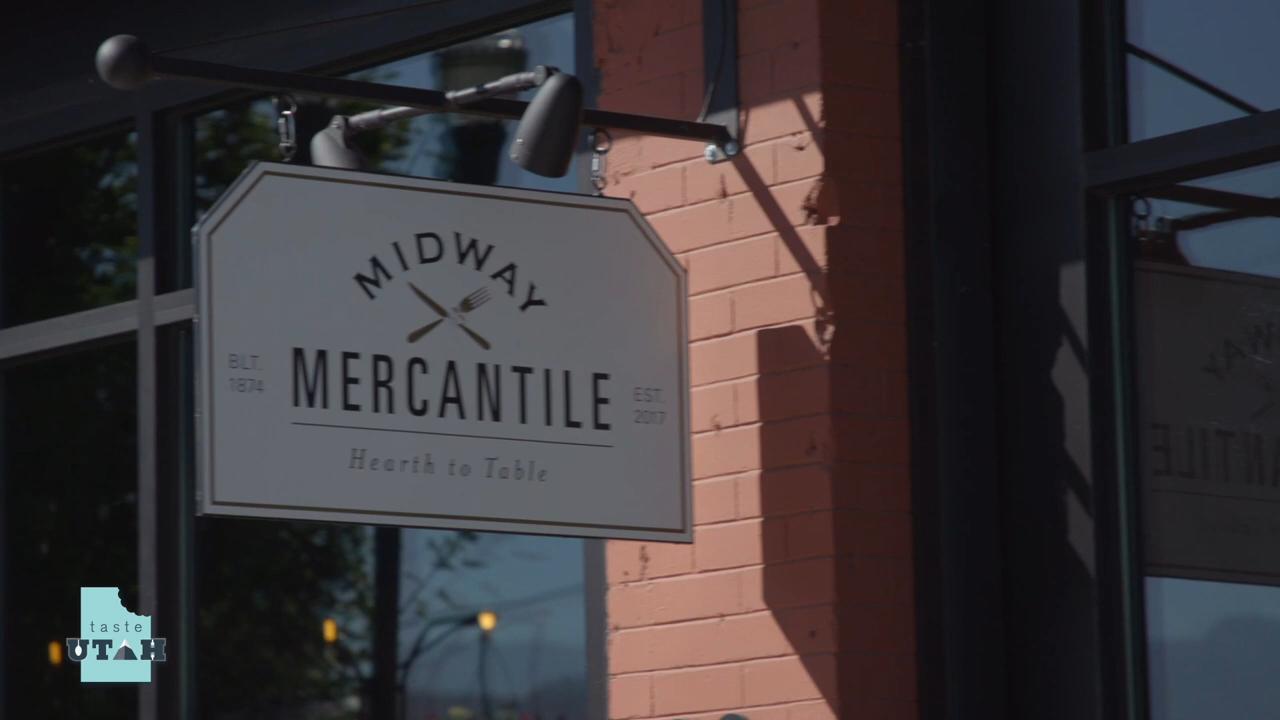 MIDWAY
MERCANTILE
BLT.
1874
EST.
2017
Hearth to Table
taste
UTAH